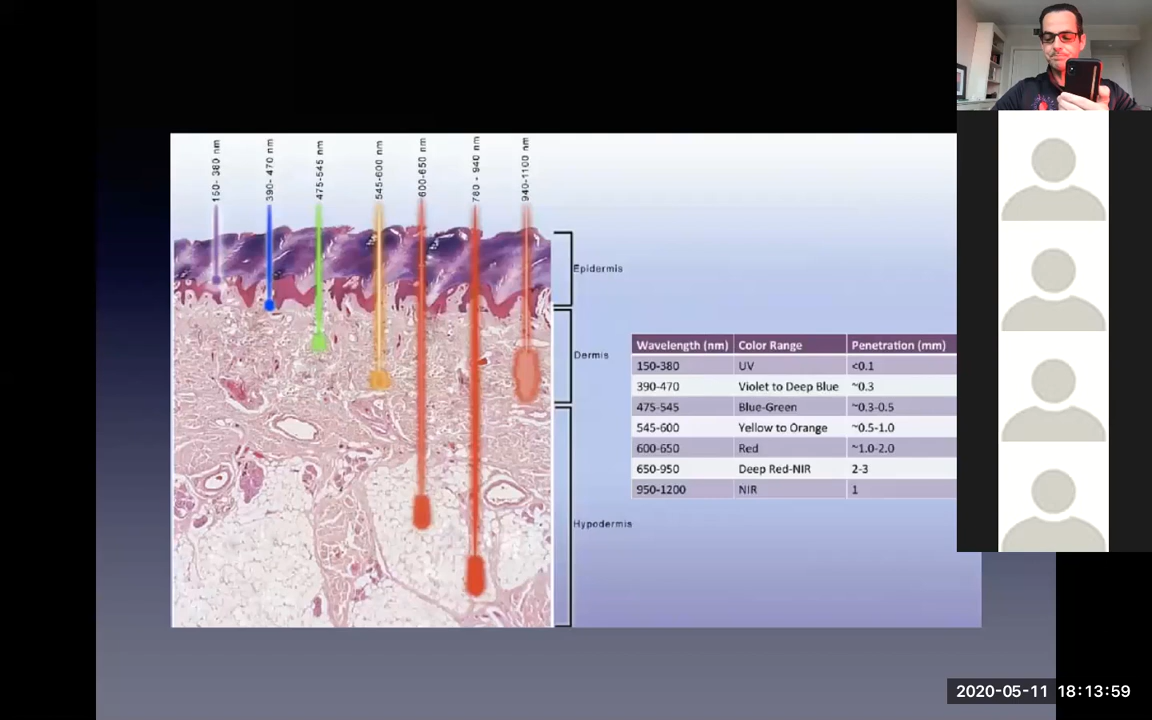 150- 380 nm
390- 470 nm
475-545 nm
545-600 nm
600-650 nm
780 - 940 nm
940-1100 nm
Epidermis
Dermis
Hypodermis
Wavelength (nm) Color Range Penetration (mm)
150-380 UV <0.1
390-470 Violet to Deep Blue ~0.3
475-545 Blue-Green ~0.3-0.5
545-600 Yellow to Orange ~0.5-1.0
600-650 Red ~1.0-2.0
650-950 Deep Red-NIR 2-3
950-1200 NIR 1
2020-05-11 18:13:59